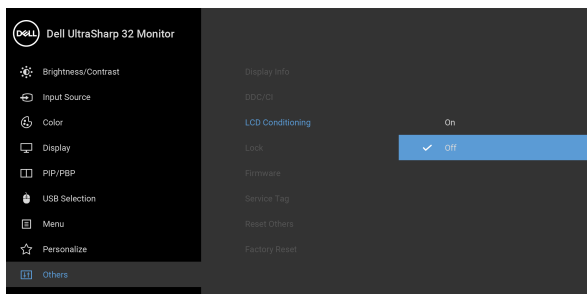 DELL Dell UltraSharp 32 Monitor
Brightness/Contrast
Display Info
Input Source
DDC/CI
Color
LCD Conditioning
On
Display
Lock
Off
PIP/PBP
Firmware
USB Selection
Service Tag
Menu
Reset Others
Personalize
Factory Reset
Others